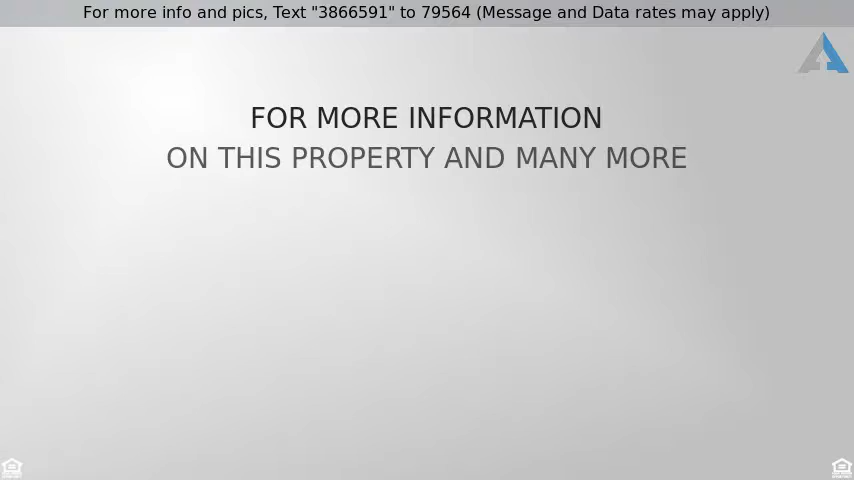 For more info and pics, Text "3866591" to 79564 (Message and Data rates may apply)
FOR MORE INFORMATION
ON THIS PROPERTY AND MANY MORE